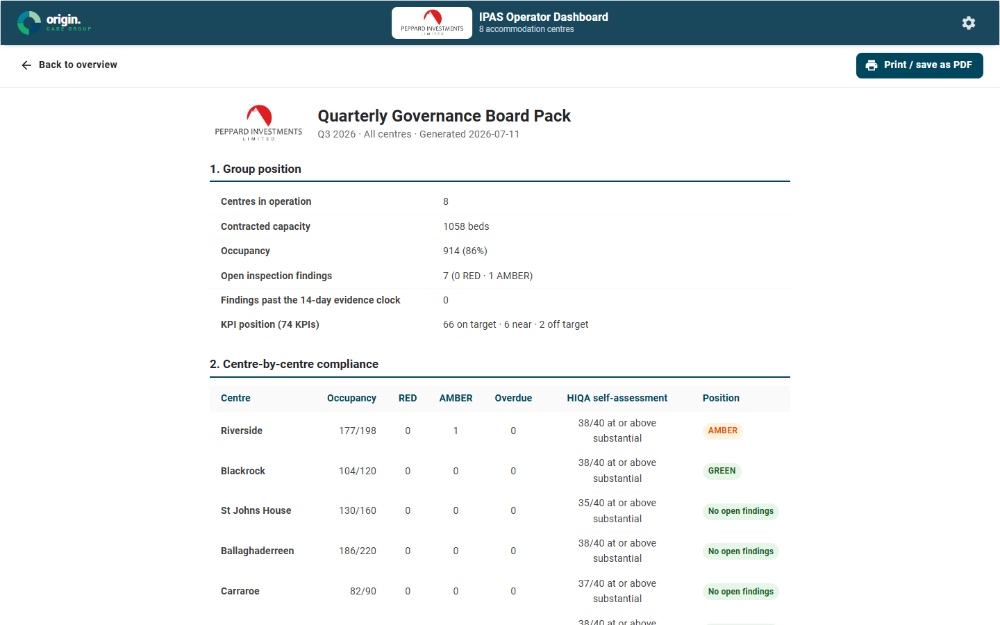 origin.
CARE GROUP
PEPPARD INVESTMENTS
LIMITED
IPAS Operator Dashboard
8 accommodation centres
Back to overview
Print / save as PDF
PEPPARD INVESTMENTS
LIMITED
Quarterly Governance Board Pack
Q3 2026 · All centres · Generated 2026-07-11
1. Group position
Centres in operation 8
Contracted capacity 1058 beds
Occupancy 914 (86%)
Open inspection findings 7 (0 RED · 1 AMBER)
Findings past the 14-day evidence clock 0
KPI position (74 KPIs) 66 on target · 6 near · 2 off target
2. Centre-by-centre compliance
Centre Occupancy RED AMBER Overdue HIQA self-assessment Position
Riverside 177/198 0 1 0 38/40 at or above substantial AMBER
Blackrock 104/120 0 0 0 38/40 at or above substantial GREEN
St Johns House 130/160 0 0 0 35/40 at or above substantial No open findings
Ballaghaderreen 186/220 0 0 0 38/40 at or above substantial No open findings
Carraroe 82/90 0 0 0 37/40 at or above substantial No open findings
38/40 at or above